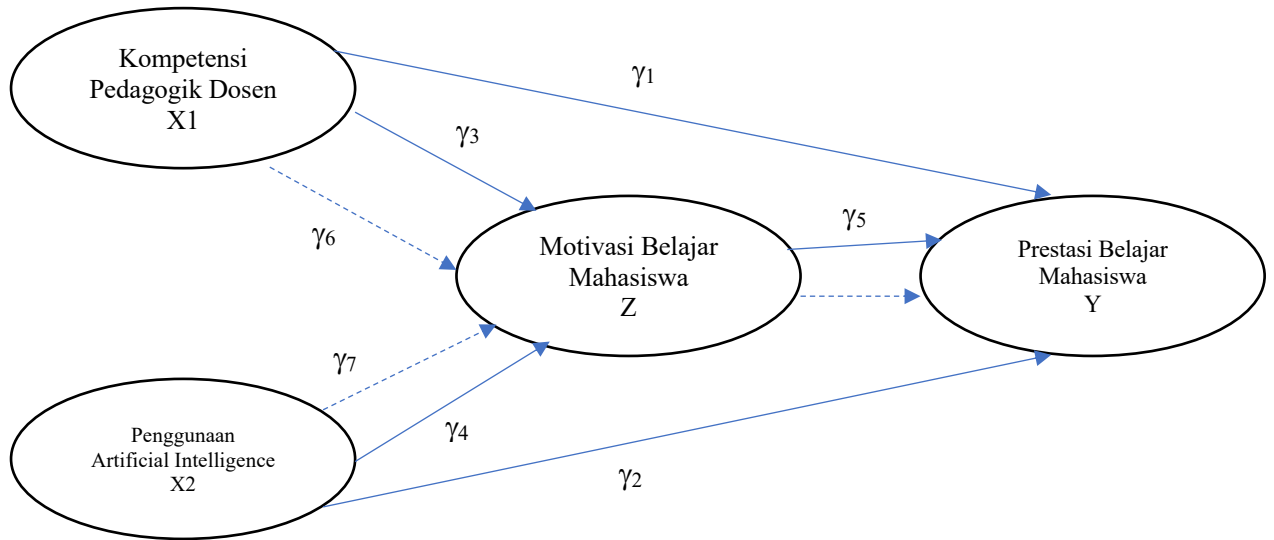 Kompetensi
Pedagogik Dosen
X1
γ1
γ3
γ6
Motivasi Belajar
Mahasiswa
Z
γ5
Prestasi Belajar
Mahasiswa
Y
γ7
γ4
Penggunaan
Artificial Intelligence
X2
γ2